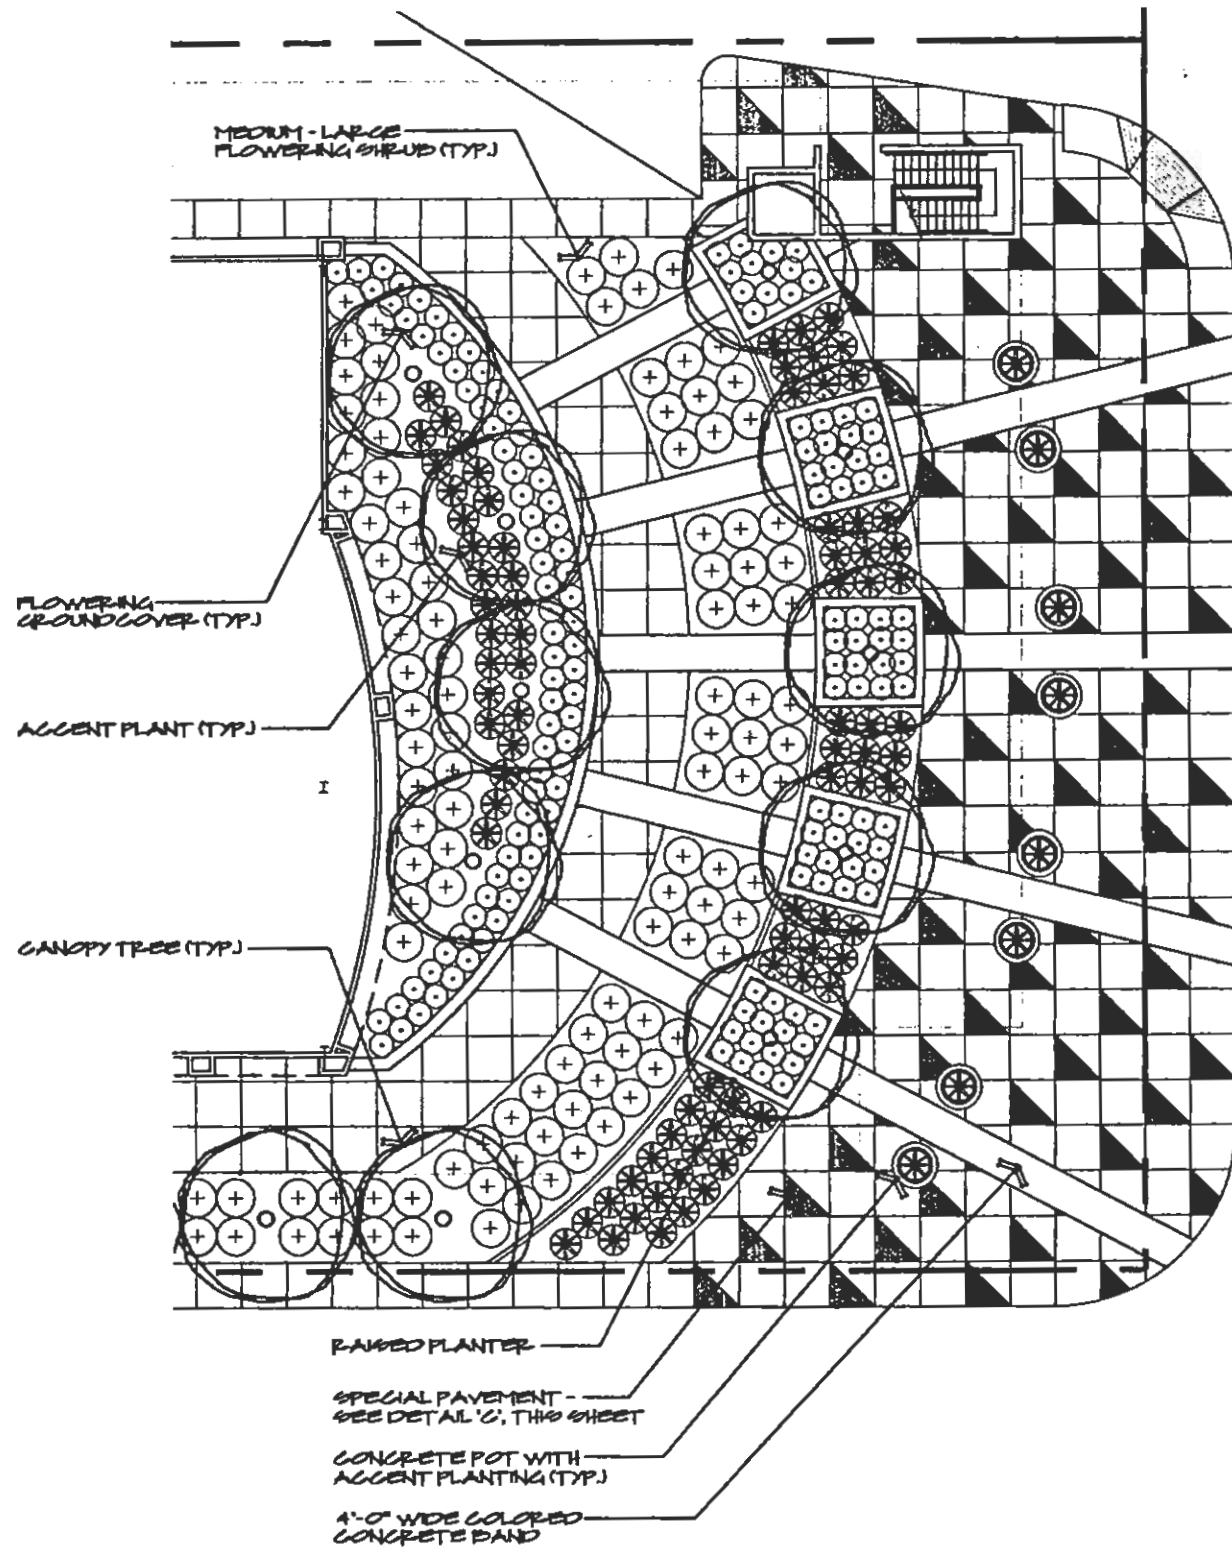 MEDIUM - LARGE
FLOWERING SHRUB (TYP.)
FLOWERING
GROUNDCOVER (TYP.)
ACCENT PLANT (TYP.)
I
CANOPY TREE (TYP.)
RAISED PLANTER
SPECIAL PAVEMENT -
SEE DETAIL 'C', THIS SHEET
CONCRETE POT WITH
ACCENT PLANTING (TYP.)
4'-0" WIDE COLORED
CONCRETE BAND